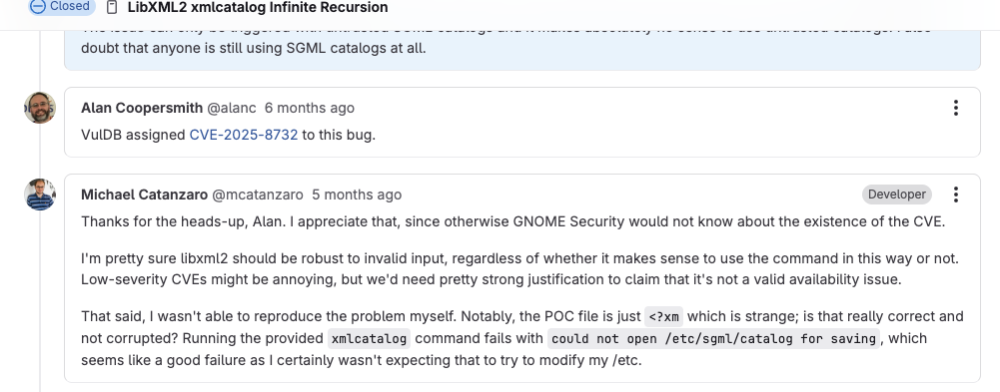 Closed LibXML2 xmlcatalog Infinite Recursion
doubt that anyone is still using SGML catalogs at all.
Alan Coopersmith @alanc 6 months ago
VulDB assigned CVE-2025-8732 to this bug.
Michael Catanzaro @mcatanzaro 5 months ago Developer
Thanks for the heads-up, Alan. I appreciate that, since otherwise GNOME Security would not know about the existence of the CVE.
I'm pretty sure libxml2 should be robust to invalid input, regardless of whether it makes sense to use the command in this way or not.
Low-severity CVEs might be annoying, but we'd need pretty strong justification to claim that it's not a valid availability issue.
That said, I wasn't able to reproduce the problem myself. Notably, the POC file is just <?xm which is strange; is that really correct and
not corrupted? Running the provided xmlcatalog command fails with could not open /etc/sgml/catalog for saving, which
seems like a good failure as I certainly wasn't expecting that to try to modify my /etc.